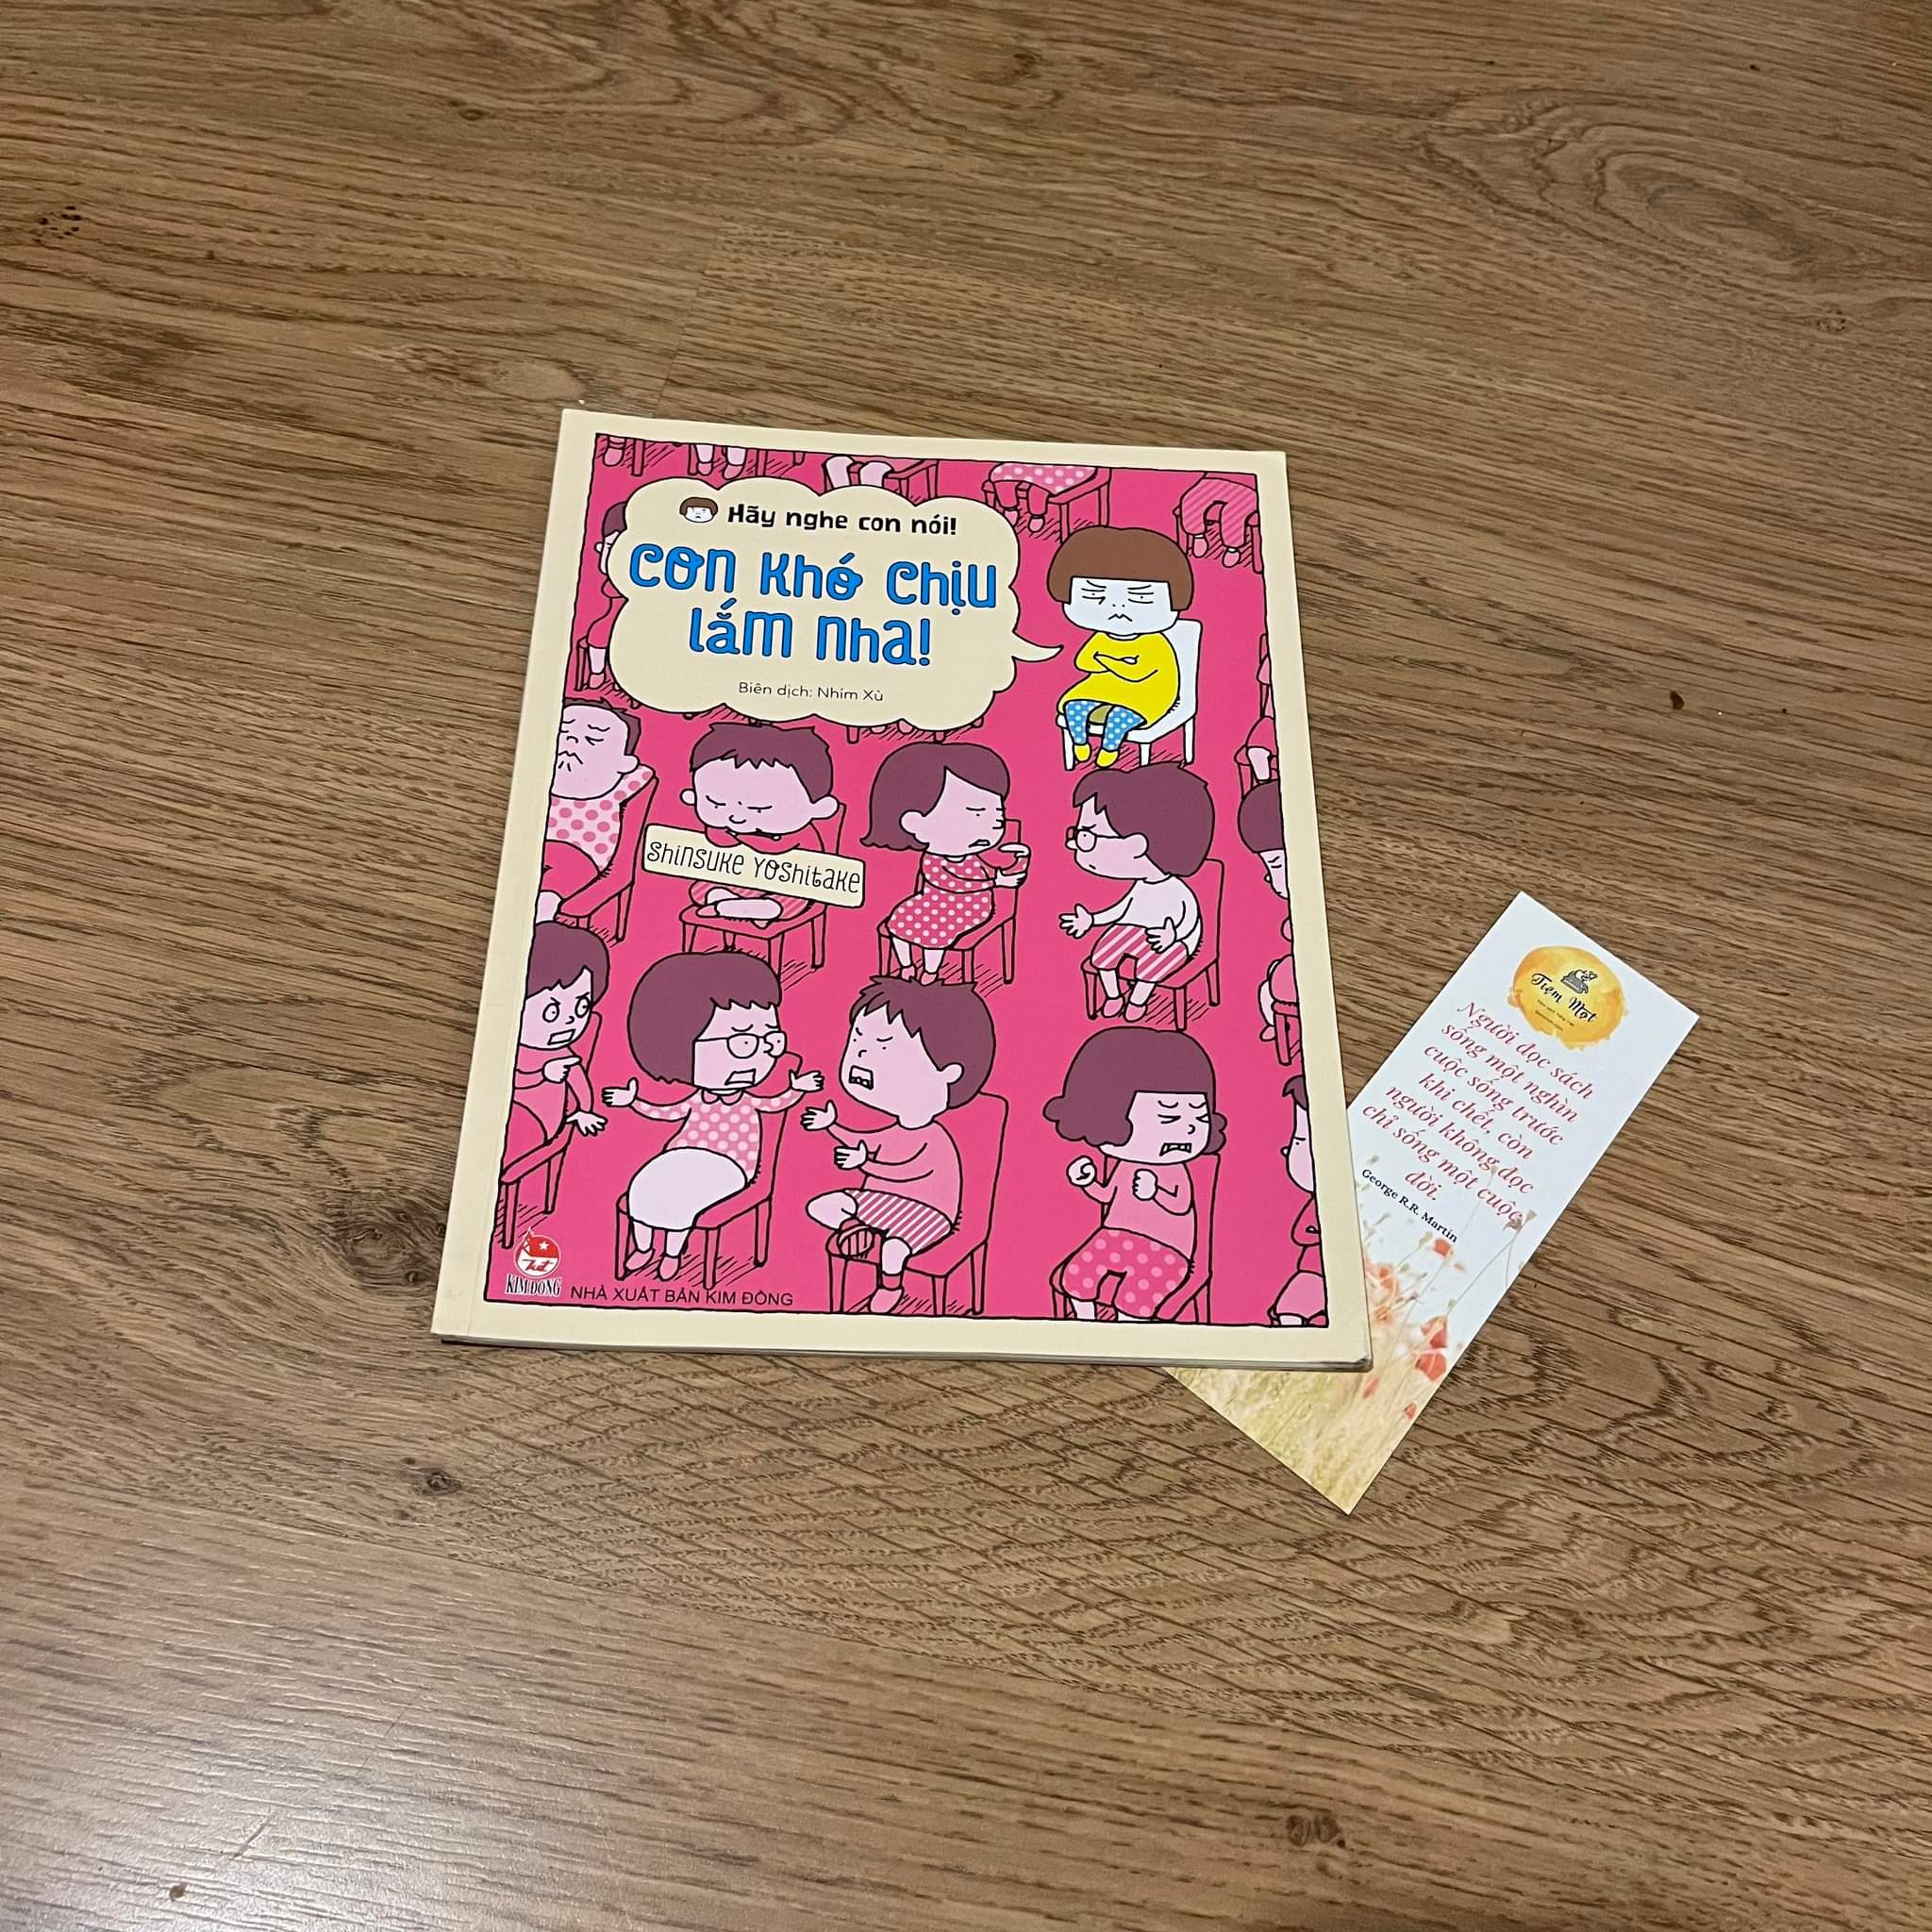 Hãy nghe con nói!
Con khó chịu
lắm nha!
Biên dịch: Nhím Xù
Shinsuke Yoshitake
KIM ĐỒNG
NHÀ XUẤT BẢN KIM ĐỒNG
Tiệm Mọt
Người đọc sách
sống một nghìn
cuộc sống trước
khi chết, còn
người không đọc
chỉ sống một cuộc
đời.
George R.R. Martin